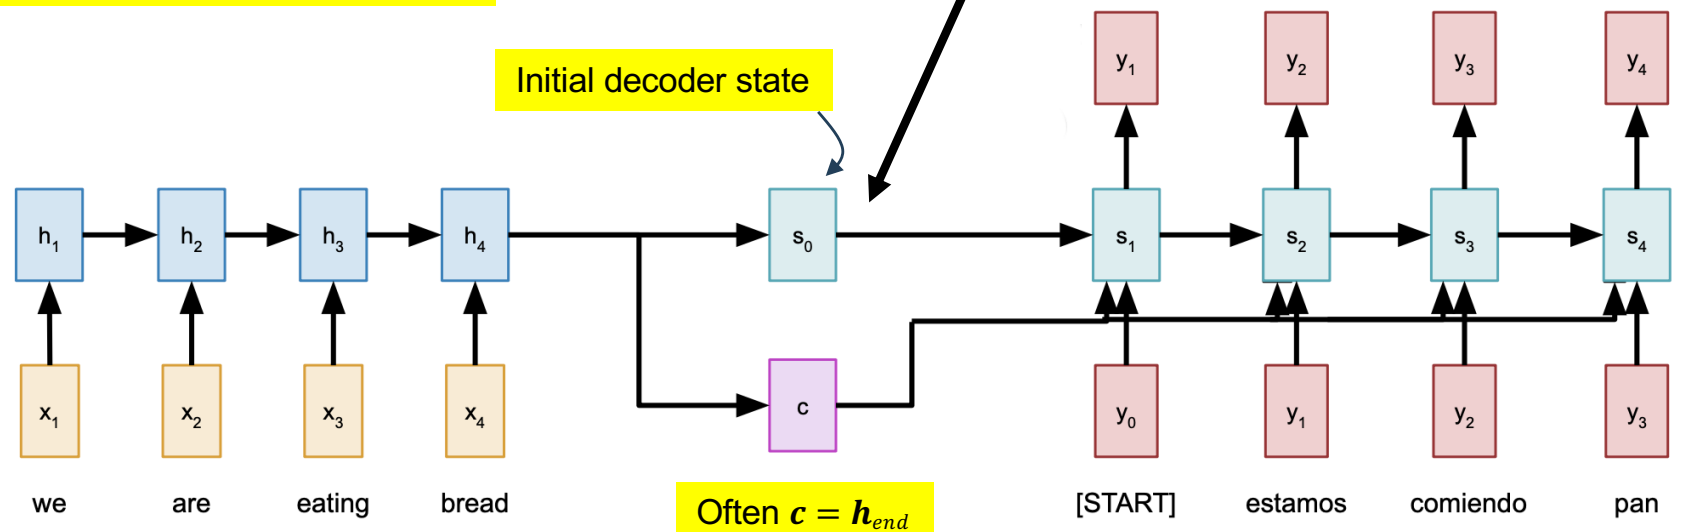 Initial decoder state
y₁ y₂ y₃ y₄
h₁ h₂ h₃ h₄ s₀ s₁ s₂ s₃ s₄
x₁ x₂ x₃ x₄ c y₀ y₁ y₂ y₃
we are eating bread [START] estamos comiendo pan
Often c = h_end